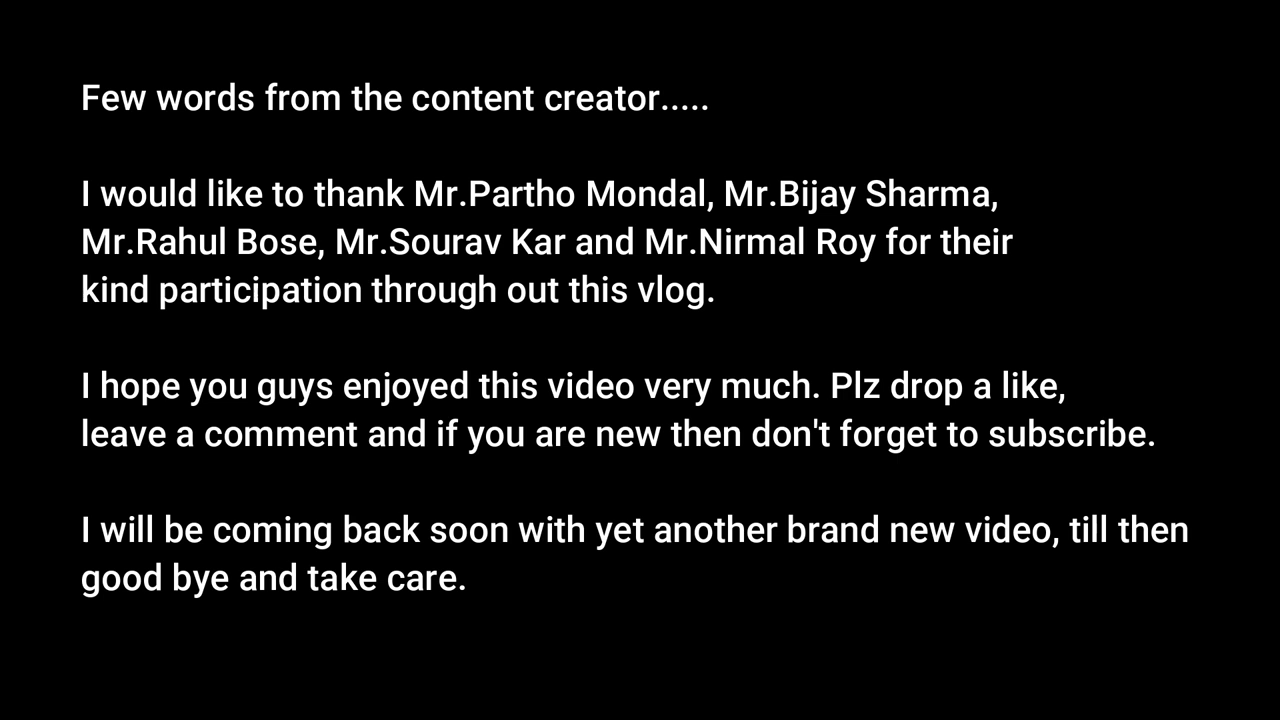 Few words from the content creator.....
I would like to thank Mr.Partho Mondal, Mr.Bijay Sharma,
Mr.Rahul Bose, Mr.Sourav Kar and Mr.Nirmal Roy for their
kind participation through out this vlog.
I hope you guys enjoyed this video very much. Plz drop a like,
leave a comment and if you are new then don't forget to subscribe.
I will be coming back soon with yet another brand new video, till then
good bye and take care.